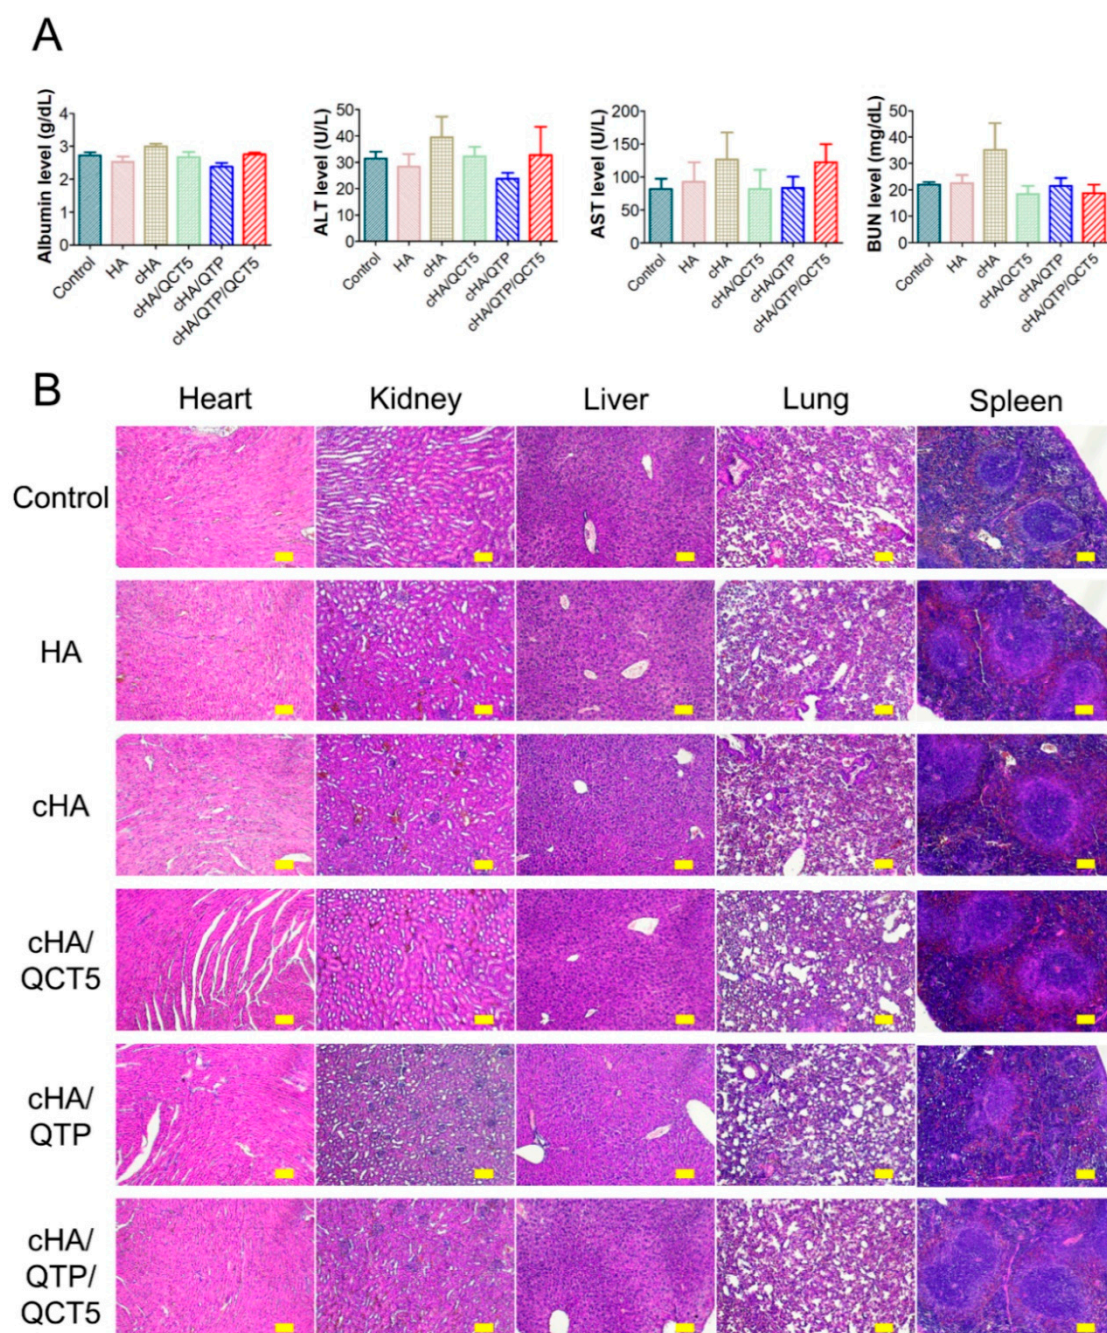 A
Albumin level (g/dL)
4
3
2
1
0
Control
HA
cHA
cHA/QCT5
cHA/QTP
cHA/QTP/QCT5
ALT level (U/L)
50
40
30
20
10
0
Control
HA
cHA
cHA/QCT5
cHA/QTP
cHA/QTP/QCT5
AST level (U/L)
200
150
100
50
0
Control
HA
cHA
cHA/QCT5
cHA/QTP
cHA/QTP/QCT5
BUN level (mg/dL)
50
40
30
20
10
0
Control
HA
cHA
cHA/QCT5
cHA/QTP
cHA/QTP/QCT5
B
Heart Kidney Liver Lung Spleen
Control
HA
cHA
cHA/
QCT5
cHA/
QTP
cHA/
QTP/
QCT5